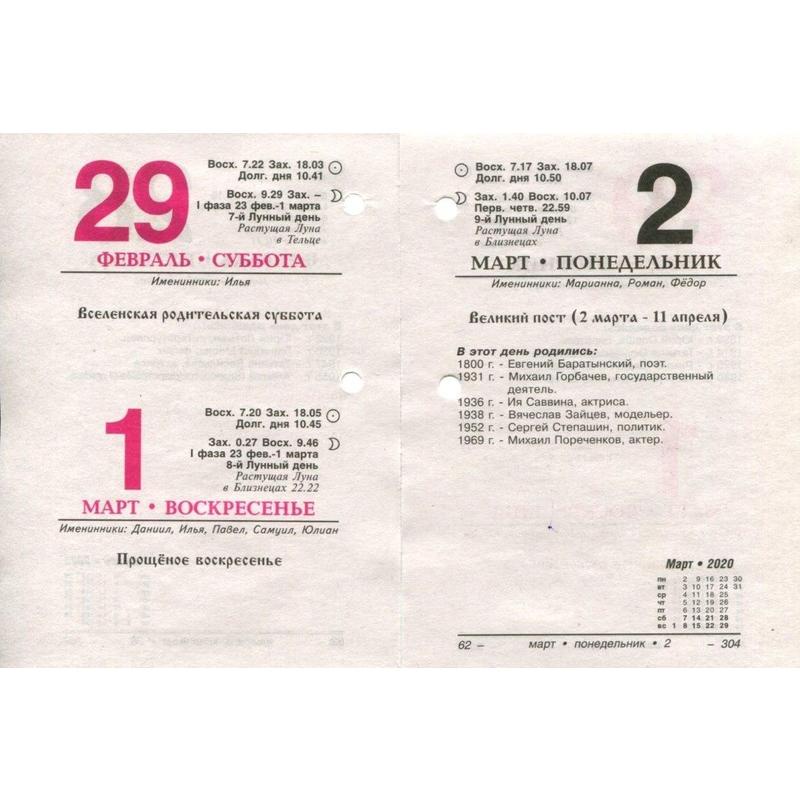 29
Восх. 7.22 Зах. 18.03
Долг. дня 10.41
Восх. 9.29 Зах. –
I фаза 23 фев.-1 марта
7-й Лунный день
Растущая Луна
в Тельце
ФЕВРАЛЬ • СУББОТА
Именинники: Илья
Вселенская родительская суббота
1
Восх. 7.20 Зах. 18.05
Долг. дня 10.45
Зах. 0.27 Восх. 9.46
I фаза 23 фев.-1 марта
8-й Лунный день
Растущая Луна
в Близнецах 22.22
МАРТ • ВОСКРЕСЕНЬЕ
Именинники: Даниил, Илья, Павел, Самуил, Юлиан
Прощёное воскресенье
Восх. 7.17 Зах. 18.07
Долг. дня 10.50
Зах. 1.40 Восх. 10.07
Перв. четв. 22.59
9-й Лунный день
Растущая Луна
в Близнецах
2
МАРТ • ПОНЕДЕЛЬНИК
Именинники: Марианна, Роман, Фёдор
Великий пост (2 марта - 11 апреля)
В этот день родились:
1800 г. - Евгений Баратынский, поэт.
1931 г. - Михаил Горбачев, государственный
деятель.
1936 г. - Ия Саввина, актриса.
1938 г. - Вячеслав Зайцев, модельер.
1952 г. - Сергей Степашин, политик.
1969 г. - Михаил Пореченков, актер.
Март • 2020
пн 2 9 16 23 30
вт 3 10 17 24 31
ср 4 11 18 25
чт 5 12 19 26
пт 6 13 20 27
сб 7 14 21 28
вс 1 8 15 22 29
62 – март • понедельник • 2 – 304